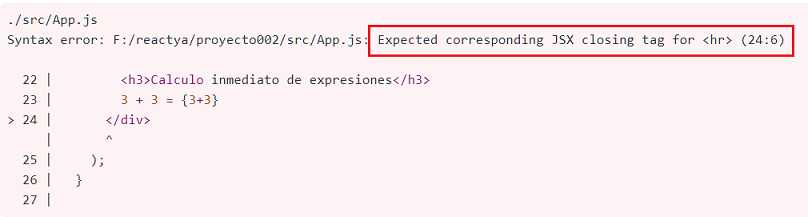 ./src/App.js
Syntax error: F:/reactya/proyecto002/src/App.js: Expected corresponding JSX closing tag for <hr> (24:6)
22 |         <h3>Calculo inmediato de expresiones</h3>
23 |         3 + 3 = {3+3}
> 24 |       </div>
|       ^
25 |     );
26 |   }
27 |